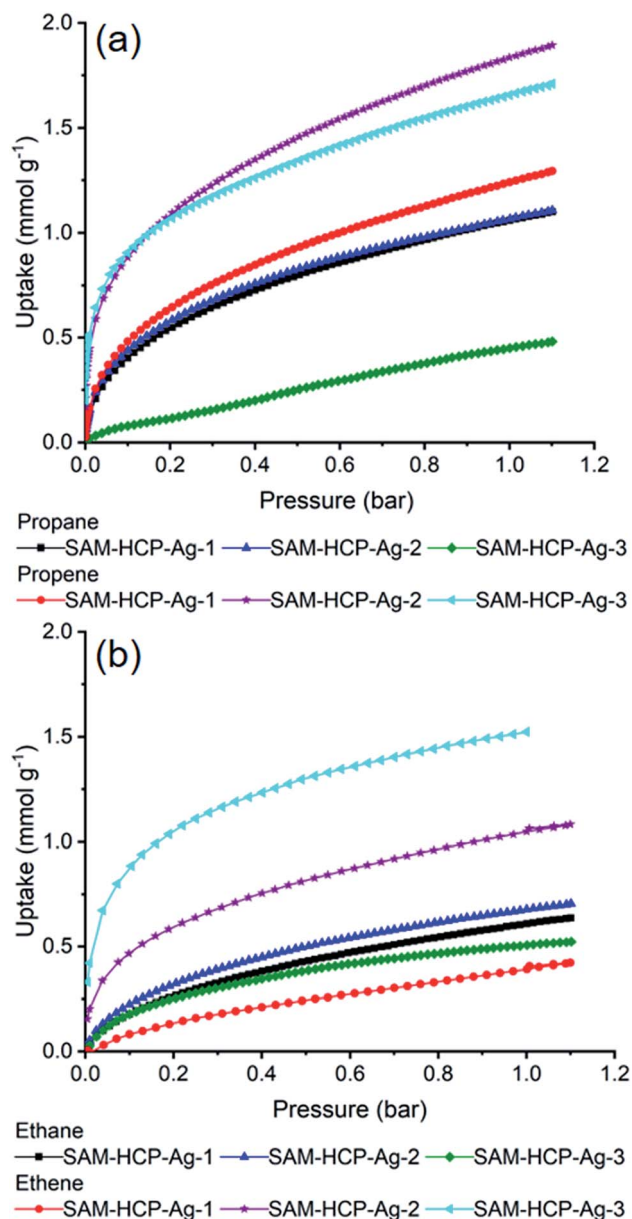 (a)
2.0
1.5
1.0
0.5
0.0
Uptake (mmol g⁻¹)
0.0 0.2 0.4 0.6 0.8 1.0 1.2
Pressure (bar)
Propane
SAM-HCP-Ag-1 SAM-HCP-Ag-2 SAM-HCP-Ag-3
Propene
SAM-HCP-Ag-1 SAM-HCP-Ag-2 SAM-HCP-Ag-3
(b)
2.0
1.5
1.0
0.5
0.0
Uptake (mmol g⁻¹)
0.0 0.2 0.4 0.6 0.8 1.0 1.2
Pressure (bar)
Ethane
SAM-HCP-Ag-1 SAM-HCP-Ag-2 SAM-HCP-Ag-3
Ethene
SAM-HCP-Ag-1 SAM-HCP-Ag-2 SAM-HCP-Ag-3